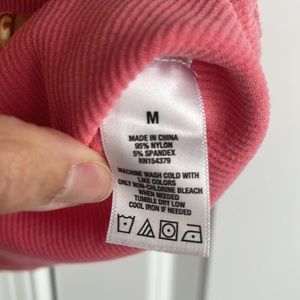 M
MADE IN CHINA
95% NYLON
5% SPANDEX
RN154379
MACHINE WASH COLD WITH
LIKE COLORS
ONLY NON-CHLORINE BLEACH
WHEN NEEDED
TUMBLE DRY LOW
COOL IRON IF NEEDED